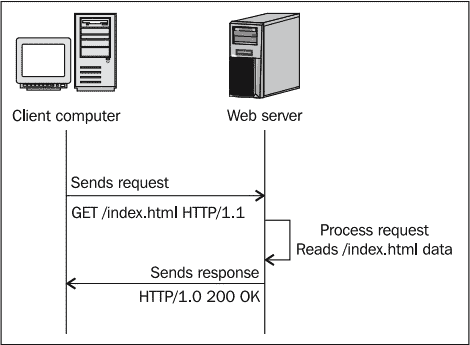 Client computer
Web server
Sends request
GET /index.html HTTP/1.1
Process request
Reads /index.html data
Sends response
HTTP/1.0 200 OK